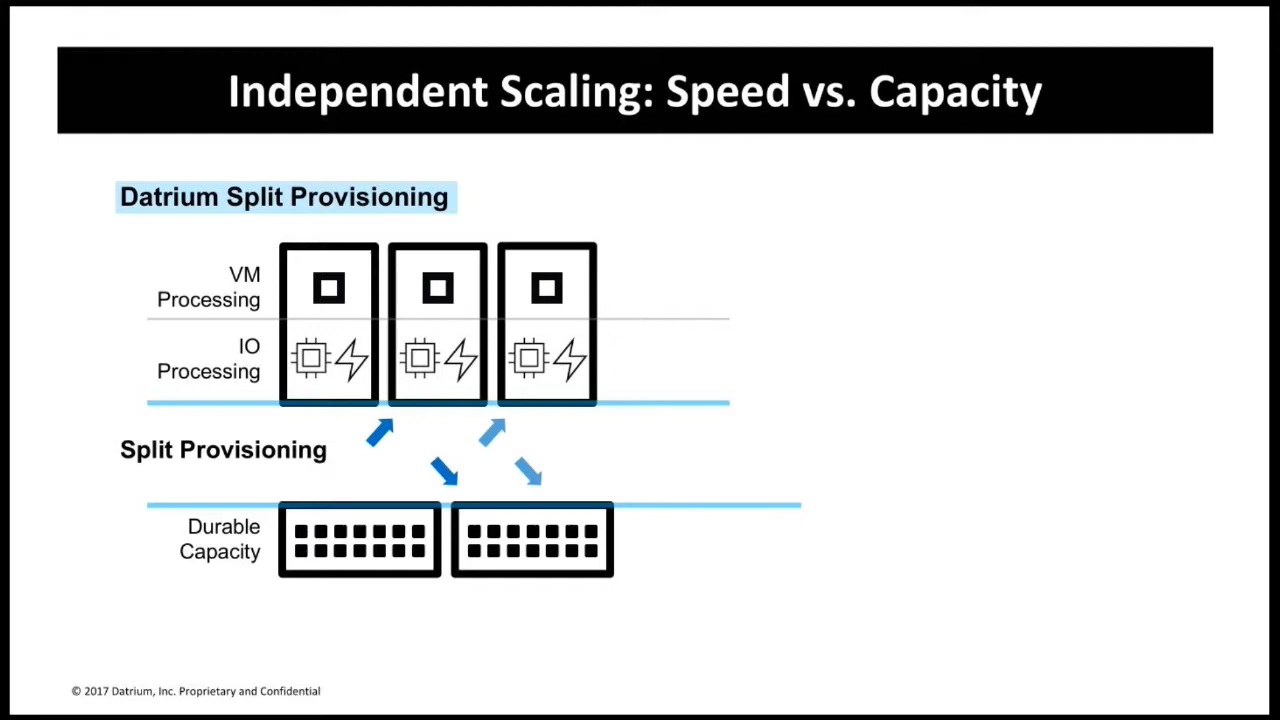 Independent Scaling: Speed vs. Capacity
Datrium Split Provisioning
VM
Processing
IO
Processing
Split Provisioning
Durable
Capacity
© 2017 Datrium, Inc. Proprietary and Confidential